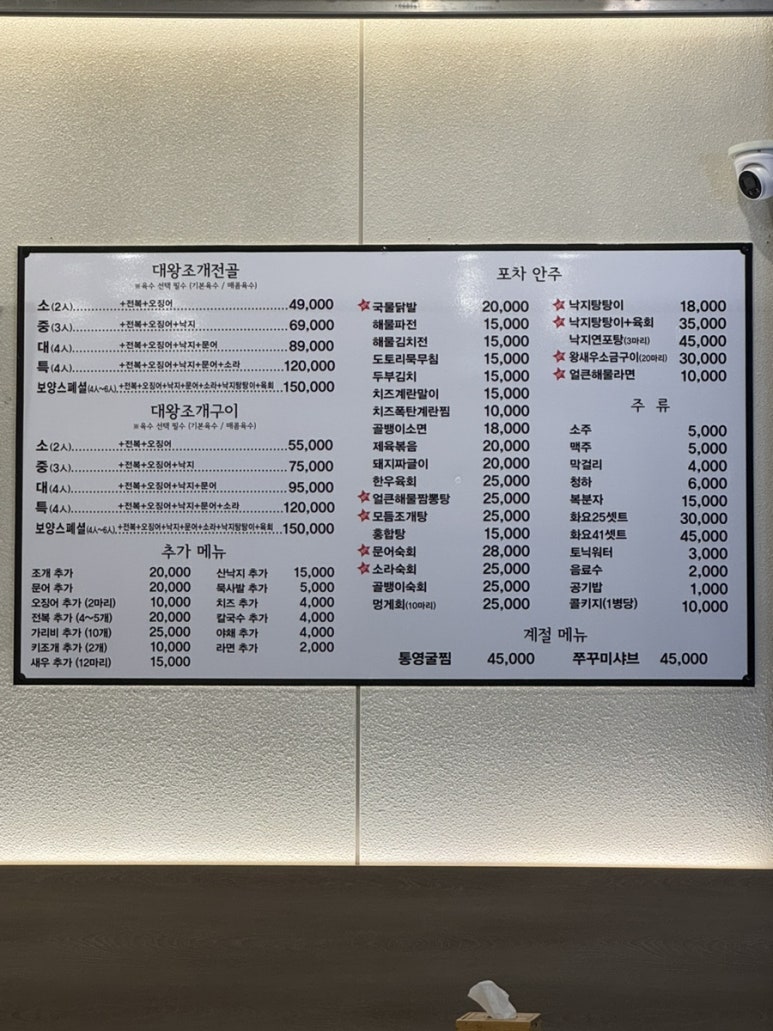 대왕조개전골
※육수 선택 필수 (기본육수 / 매콤육수)
소(2人)..........+전복+오징어..........49,000
중(3人)..........+전복+오징어+낙지..........69,000
대(4人)..........+전복+오징어+낙지+문어..........89,000
특(4人)..........+전복+오징어+낙지+문어+소라..........120,000
보양스폐셜(4人~6人).+전복+오징어+낙지+문어+소라+낙지탕탕이+육회..150,000
대왕조개구이
※육수 선택 필수 (기본육수 / 매콤육수)
소(2人)..........+전복+오징어..........55,000
중(3人)..........+전복+오징어+낙지..........75,000
대(4人)..........+전복+오징어+낙지+문어..........95,000
특(4人)..........+전복+오징어+낙지+문어+소라..........120,000
보양스폐셜(4人~6人).+전복+오징어+낙지+문어+소라+낙지탕탕이+육회..150,000
추가 메뉴
조개 추가 20,000
문어 추가 20,000
오징어 추가 (2마리) 10,000
전복 추가 (4~5개) 20,000
가리비 추가 (10개) 25,000
키조개 추가 (2개) 10,000
새우 추가 (12마리) 15,000
산낙지 추가 15,000
묵사발 추가 5,000
치즈 추가 4,000
칼국수 추가 4,000
야채 추가 4,000
라면 추가 2,000
포차 안주
국물닭발 20,000
해물파전 15,000
해물김치전 15,000
도토리묵무침 15,000
두부김치 15,000
치즈계란말이 15,000
치즈폭탄계란찜 10,000
골뱅이소면 18,000
제육볶음 20,000
돼지짜글이 20,000
한우육회 25,000
얼큰해물짬뽕탕 25,000
모듬조개탕 25,000
홍합탕 15,000
문어숙회 28,000
소라숙회 25,000
골뱅이숙회 25,000
멍게회(10마리) 25,000
낙지탕탕이 18,000
낙지탕탕이+육회 35,000
낙지연포탕(3마리) 45,000
왕새우소금구이(20마리) 30,000
얼큰해물라면 10,000
주 류
소주 5,000
맥주 5,000
막걸리 4,000
청하 6,000
복분자 15,000
화요25셋트 30,000
화요41셋트 45,000
토닉워터 3,000
음료수 2,000
공기밥 1,000
콜키지(1병당) 10,000
계절 메뉴
통영굴찜 45,000 쭈꾸미샤브 45,000